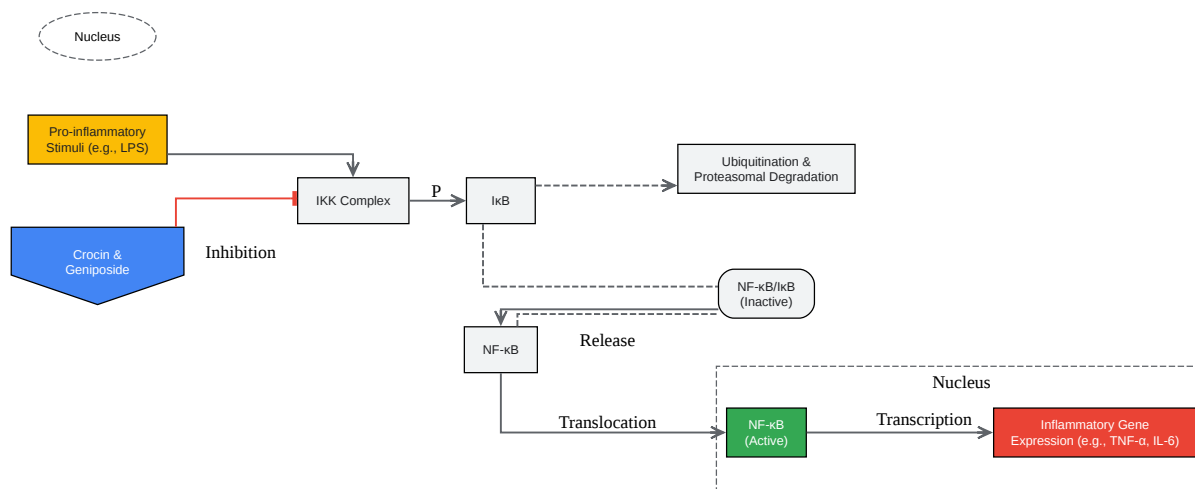 Nucleus
Pro-inflammatory
Stimuli (e.g., LPS)
Ubiquitination &
Proteasomal Degradation
P
IKK Complex
IκB
Inhibition
Crocin &
Geniposide
NF-κB/IκB
(Inactive)
Release
NF-κB
Nucleus
Translocation
NF-κB
(Active)
Transcription
Inflammatory Gene
Expression (e.g., TNF-α, IL-6)